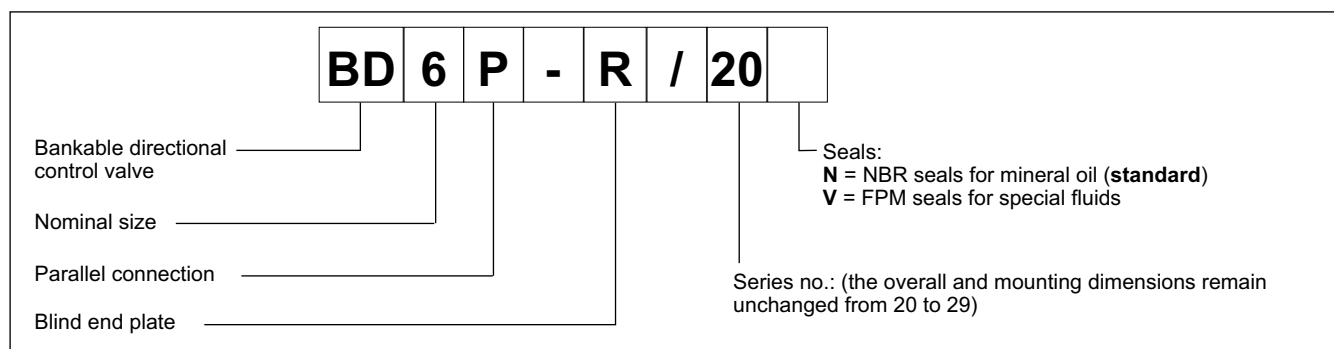 BD 6 P - R / 20
Bankable directional
control valve
Nominal size
Parallel connection
Blind end plate
Seals:
N = NBR seals for mineral oil (standard)
V = FPM seals for special fluids
Series no.: (the overall and mounting dimensions remain
unchanged from 20 to 29)